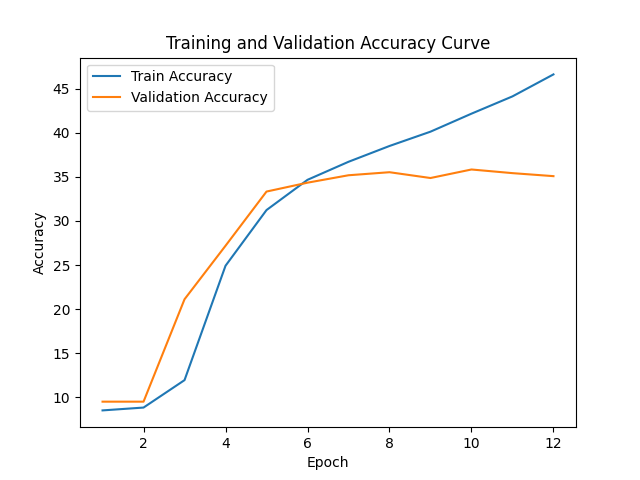 Training and Validation Accuracy Curve
Train Accuracy
Validation Accuracy
45
40
35
30
25
20
15
10
Accuracy
2 4 6 8 10 12
Epoch